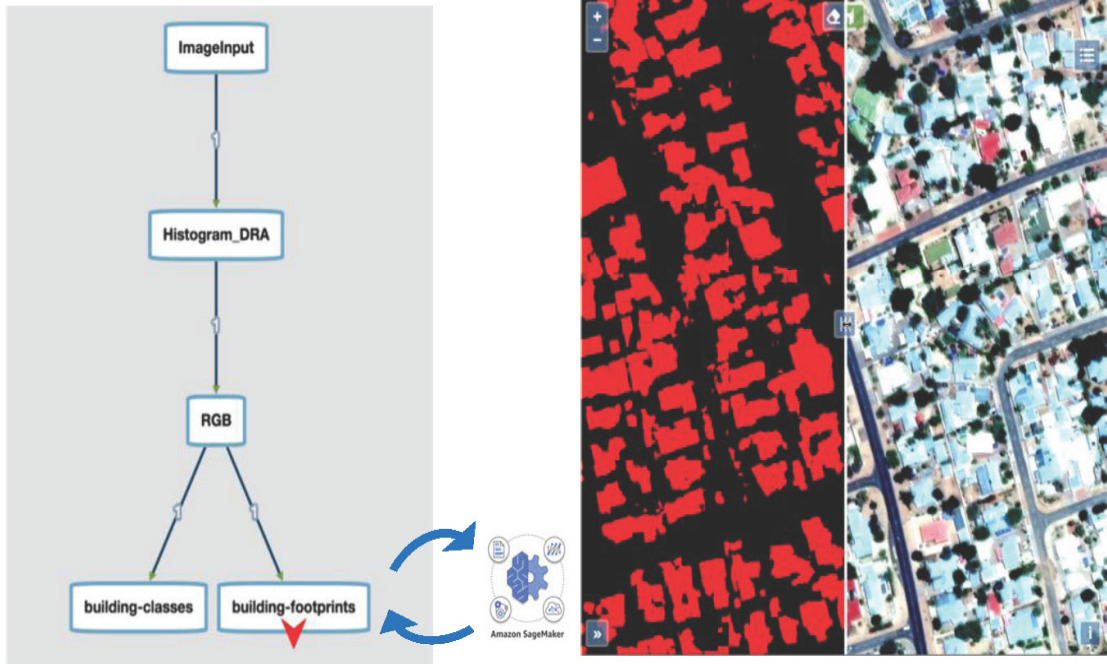 ImageInput
1
Histogram_DRA
1
RGB
1
1
building-classes
building-footprints
Amazon SageMaker
+
−
»
i